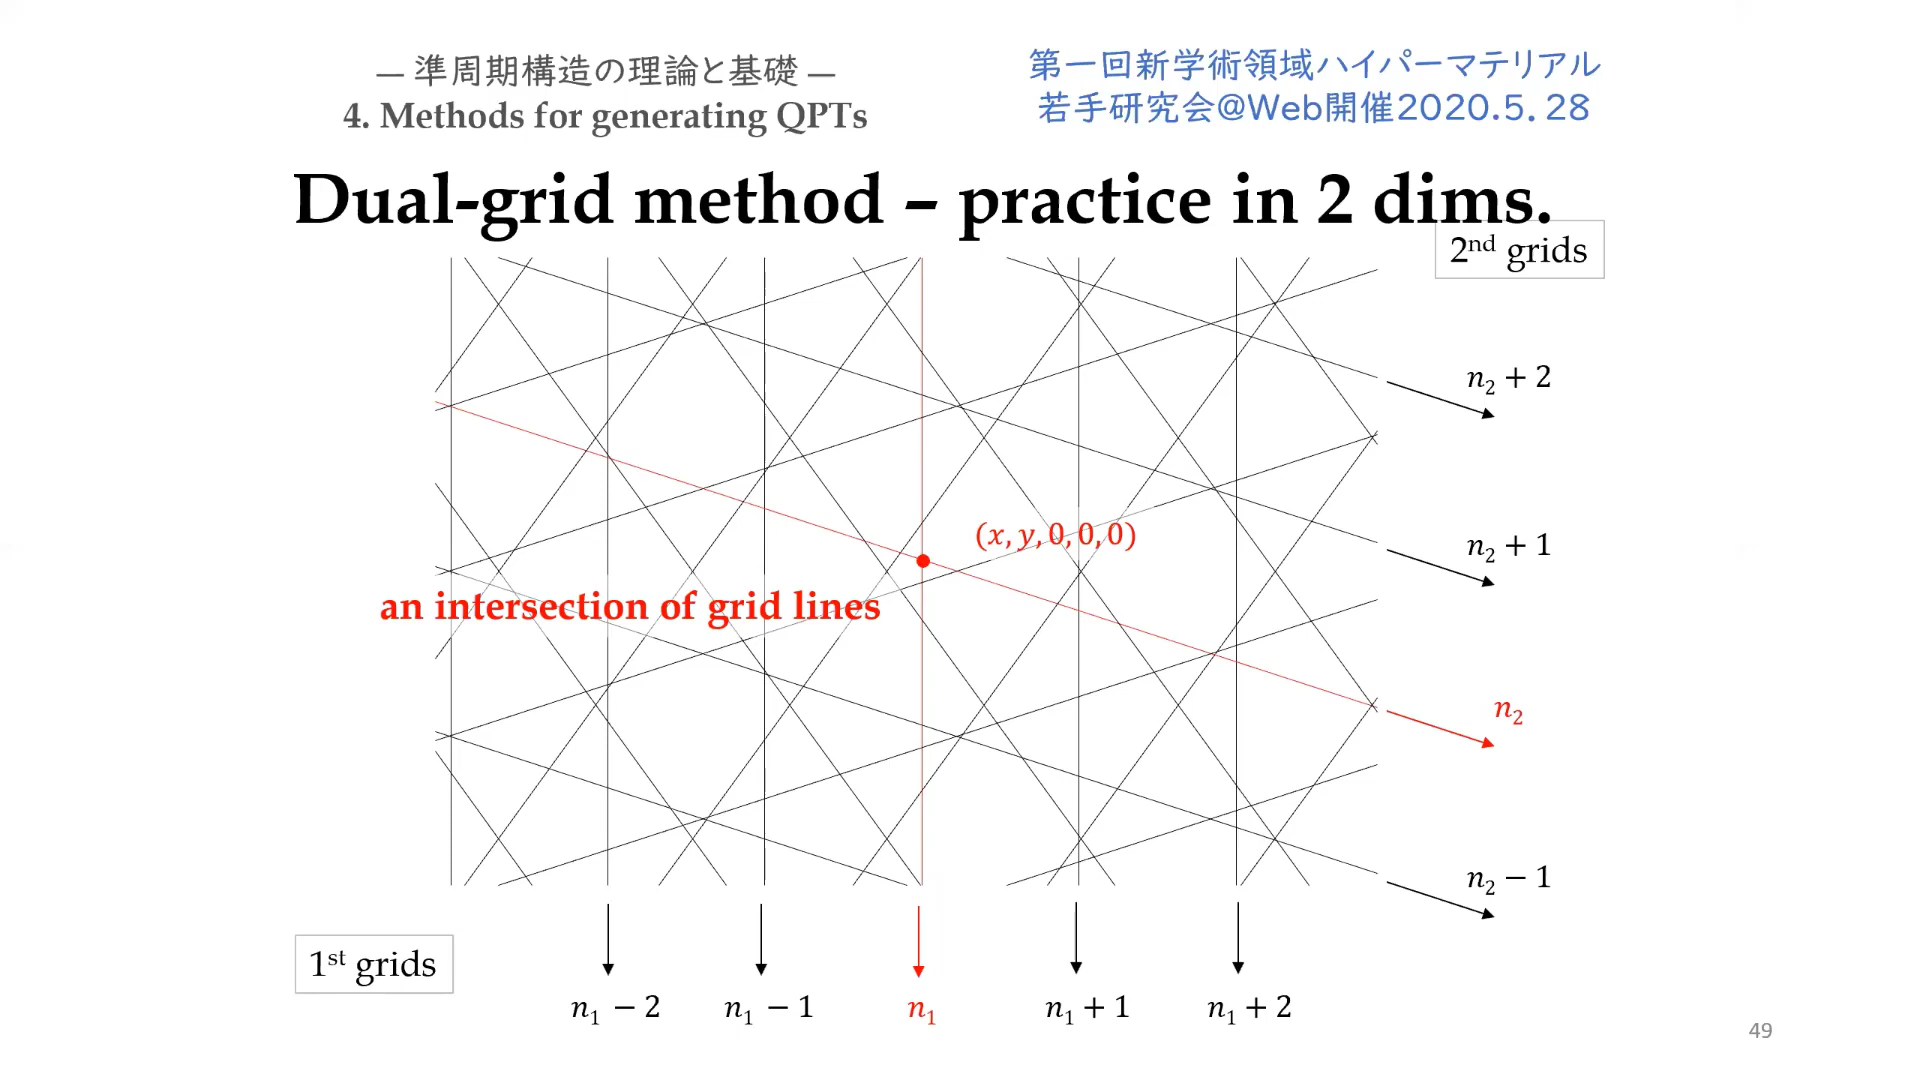 — 準周期構造の理論と基礎 —
4. Methods for generating QPTs
第一回新学術領域ハイパーマテリアル
若手研究会@Web開催2020.5.28
Dual-grid method – practice in 2 dims.
2nd grids
n₂ + 2
n₂ + 1
(x, y, 0, 0, 0)
an intersection of grid lines
n₂
n₂ − 1
1st grids
n₁ − 2
n₁ − 1
n₁
n₁ + 1
n₁ + 2
49